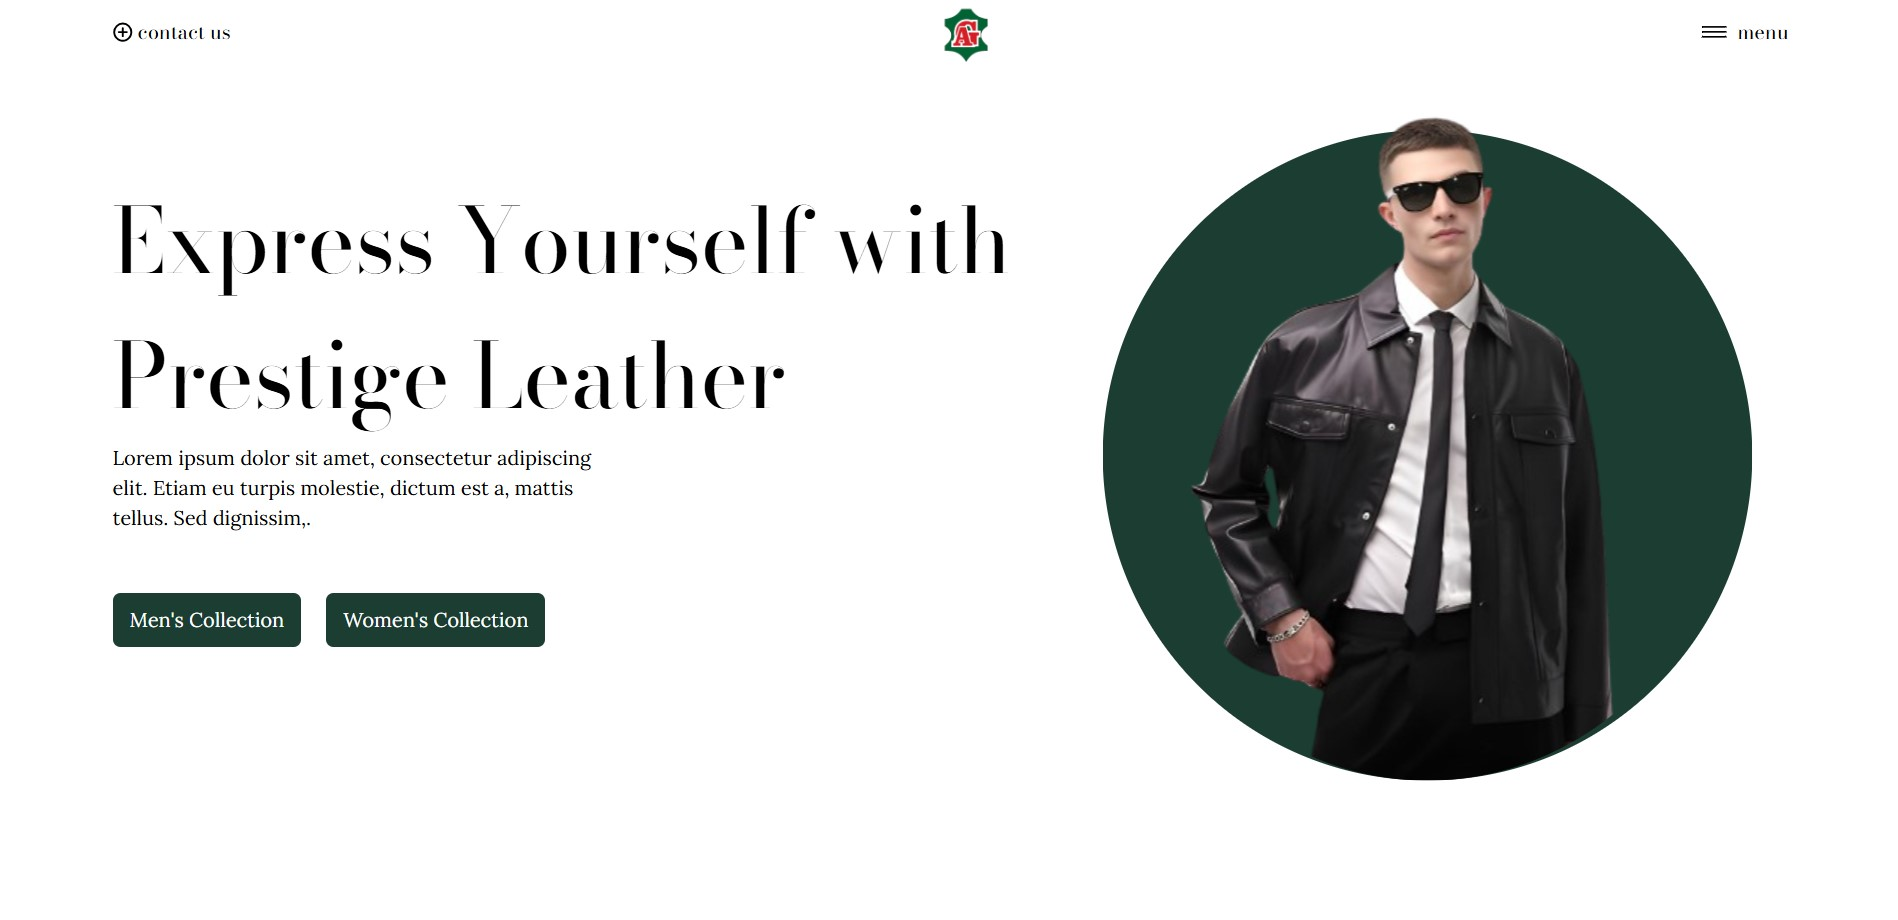 contact us
AG
menu
Express Yourself with
Prestige Leather
Lorem ipsum dolor sit amet, consectetur adipiscing
elit. Etiam eu turpis molestie, dictum est a, mattis
tellus. Sed dignissim,.
Men's Collection
Women's Collection